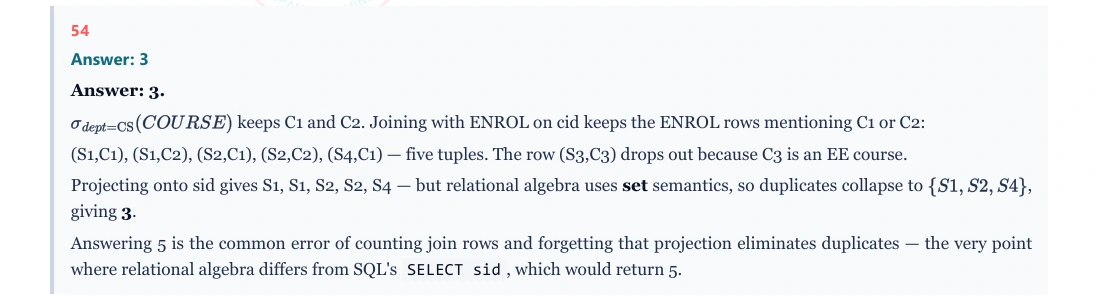 54
Answer: 3
Answer: 3.
σdept=CS(COURSE) keeps C1 and C2. Joining with ENROL on cid keeps the ENROL rows mentioning C1 or C2:
(S1,C1), (S1,C2), (S2,C1), (S2,C2), (S4,C1) — five tuples. The row (S3,C3) drops out because C3 is an EE course.
Projecting onto sid gives S1, S1, S2, S2, S4 — but relational algebra uses set semantics, so duplicates collapse to {S1, S2, S4},
giving 3.
Answering 5 is the common error of counting join rows and forgetting that projection eliminates duplicates — the very point
where relational algebra differs from SQL's SELECT sid , which would return 5.